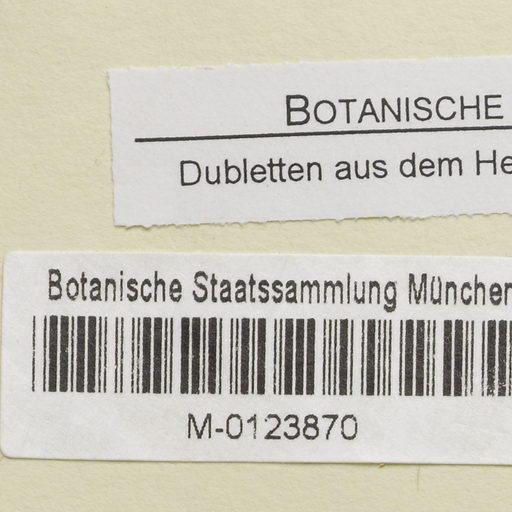 BOTANISCHE
Dubletten aus dem He
Botanische Staatssammlung München
M-0123870